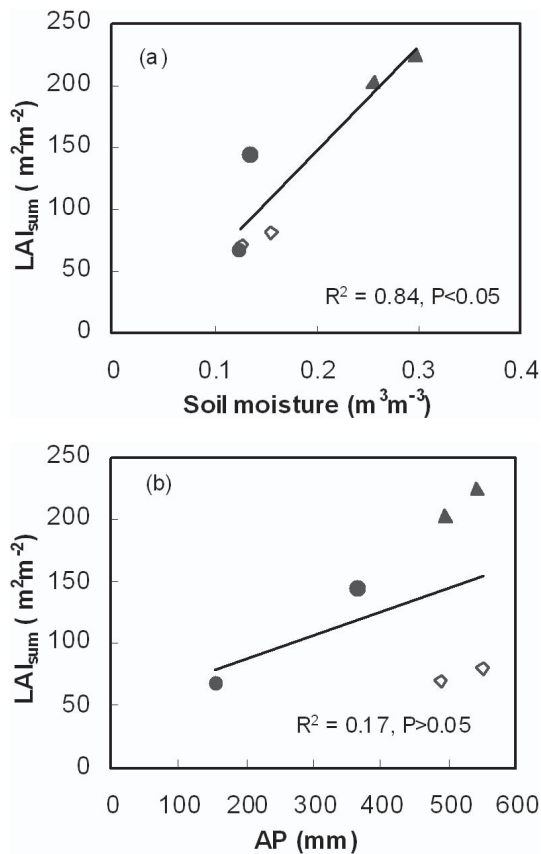 250
(a)
200
150
100
50
0
LAIsum ( m²m⁻²)
R² = 0.84, P<0.05
0 0.1 0.2 0.3 0.4
Soil moisture (m³m⁻³)
250
(b)
200
150
100
50
0
LAIsum ( m²m⁻²)
R² = 0.17, P>0.05
0 100 200 300 400 500 600
AP (mm)